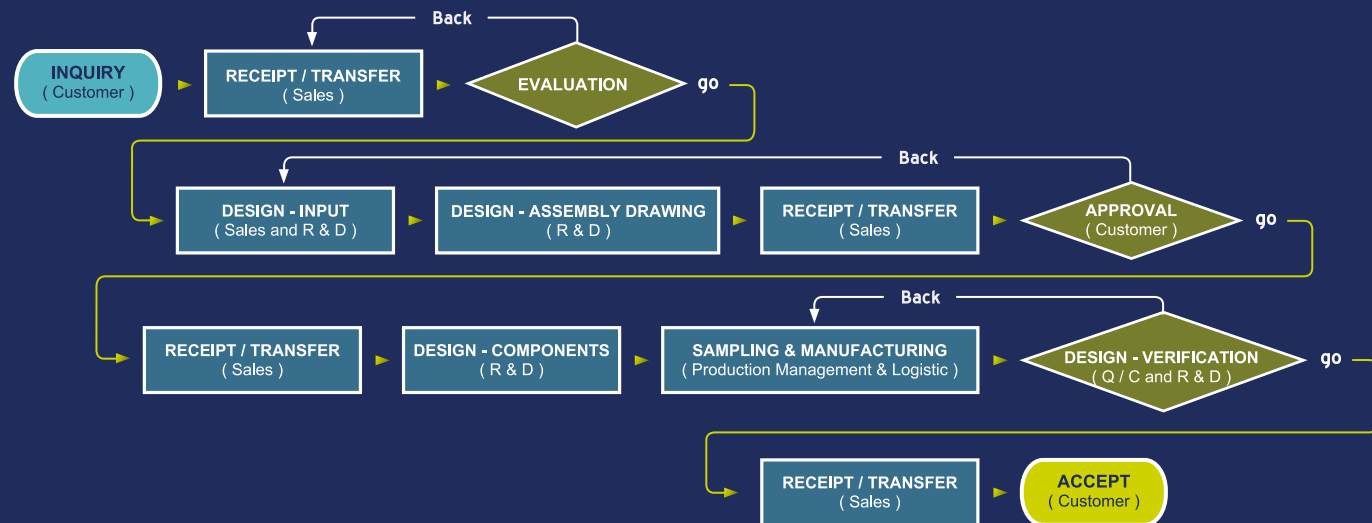 Back
INQUIRY
( Customer )
RECEIPT / TRANSFER
( Sales )
EVALUATION
go
Back
DESIGN - INPUT
( Sales and R & D )
DESIGN - ASSEMBLY DRAWING
( R & D )
RECEIPT / TRANSFER
( Sales )
APPROVAL
( Customer )
go
Back
RECEIPT / TRANSFER
( Sales )
DESIGN - COMPONENTS
( R & D )
SAMPLING & MANUFACTURING
( Production Management & Logistic )
DESIGN - VERIFICATION
( Q / C and R & D )
go
RECEIPT / TRANSFER
( Sales )
ACCEPT
( Customer )